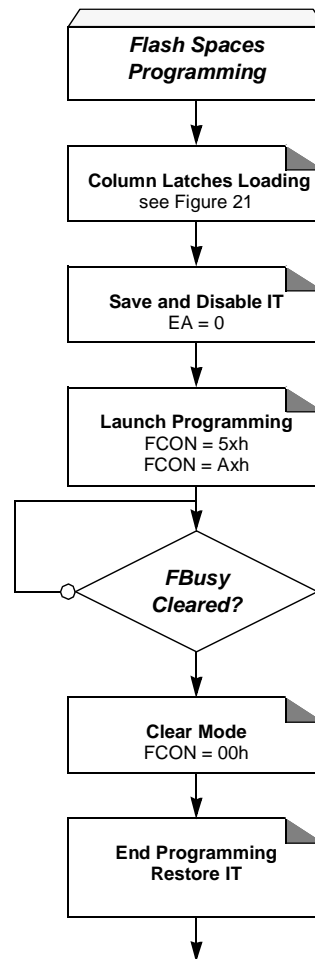 Flash Spaces
Programming
Column Latches Loading
see Figure 21
Save and Disable IT
EA = 0
Launch Programming
FCON = 5xh
FCON = Axh
FBusy
Cleared?
Clear Mode
FCON = 00h
End Programming
Restore IT